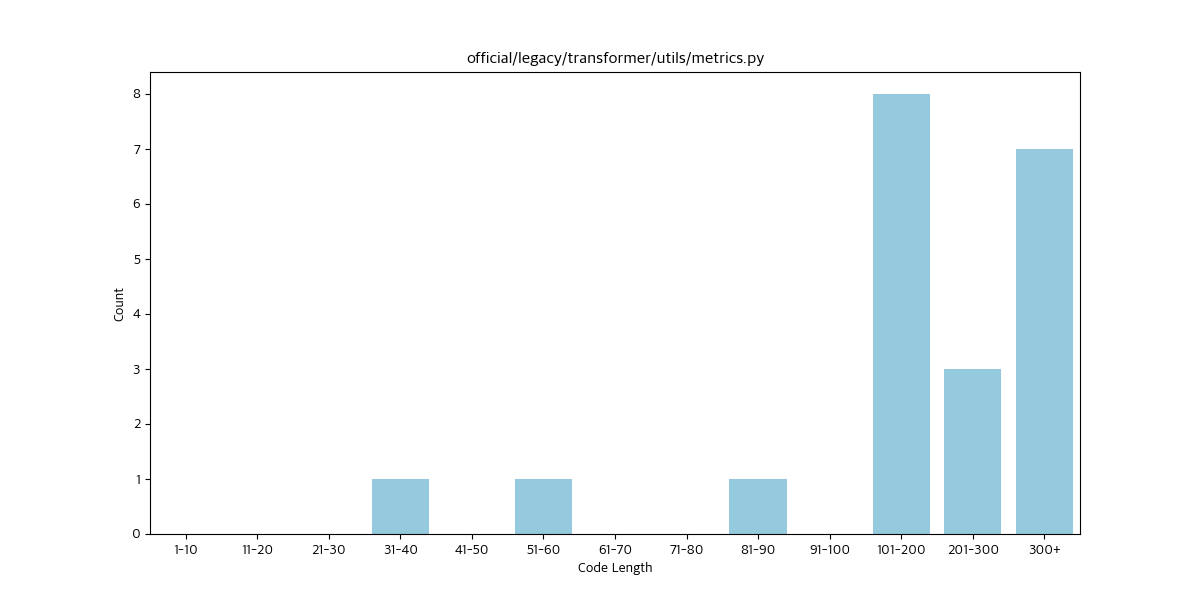 official/legacy/transformer/utils/metrics.py
8
7
6
5
4
3
2
1
0
Count
1-10 11-20 21-30 31-40 41-50 51-60 61-70 71-80 81-90 91-100 101-200 201-300 300+
Code Length